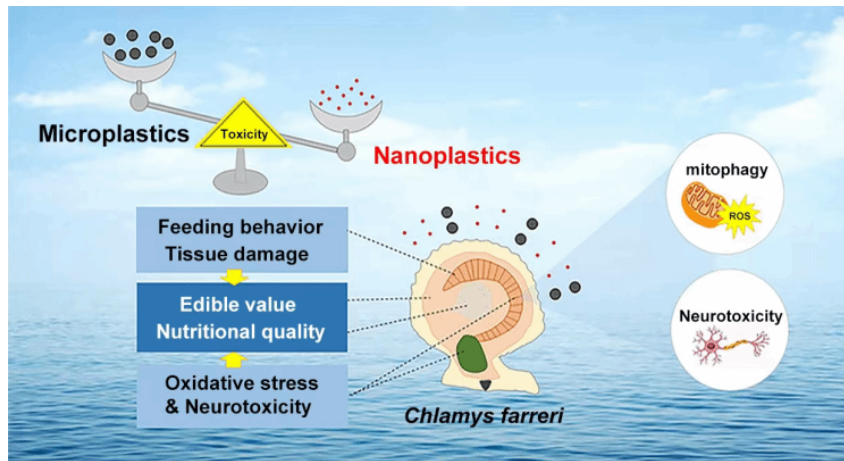 Microplastics
Toxicity
Nanoplastics
Feeding behavior
Tissue damage
Edible value
Nutritional quality
Oxidative stress
& Neurotoxicity
Chlamys farreri
mitophagy
ROS
Neurotoxicity